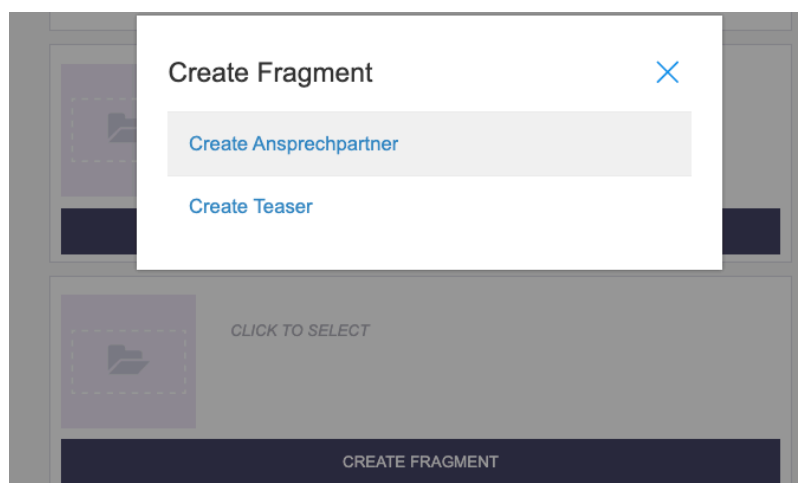 Create Fragment
Create Ansprechpartner
Create Teaser
CLICK TO SELECT
CREATE FRAGMENT